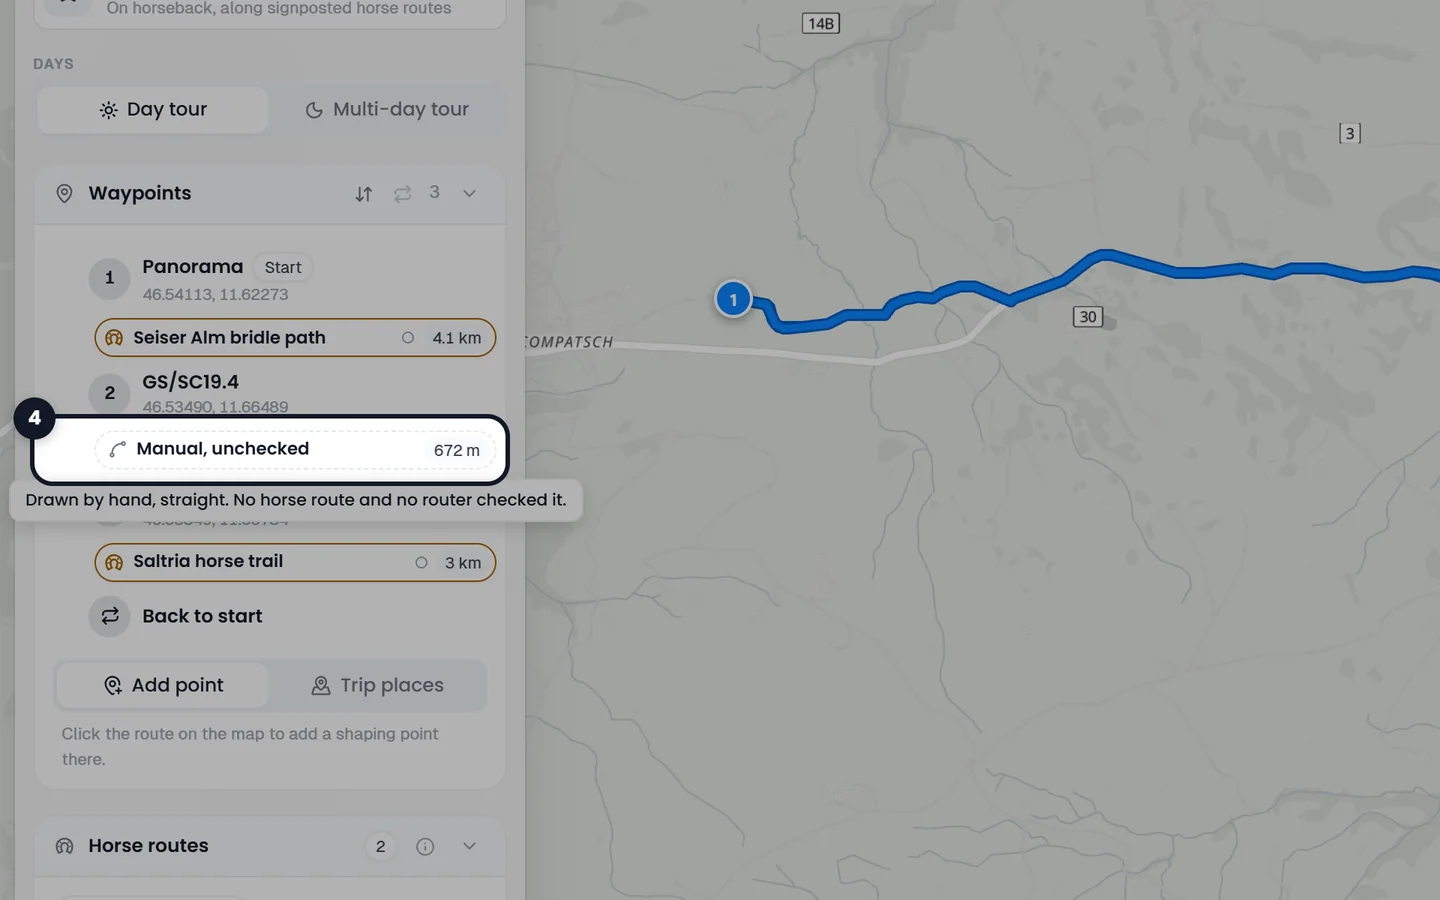 On horseback, along signposted horse routes
DAYS
Day tour
Multi-day tour
Waypoints
3
1
Panorama
Start
46.54113, 11.62273
Seiser Alm bridle path
4.1 km
2
GS/SC19.4
46.53490, 11.66489
4
Manual, unchecked
672 m
Drawn by hand, straight. No horse route and no router checked it.
Saltria horse trail
3 km
Back to start
Add point
Trip places
Click the route on the map to add a shaping point
there.
Horse routes
2
14B
3
1
30
COMPATSCH